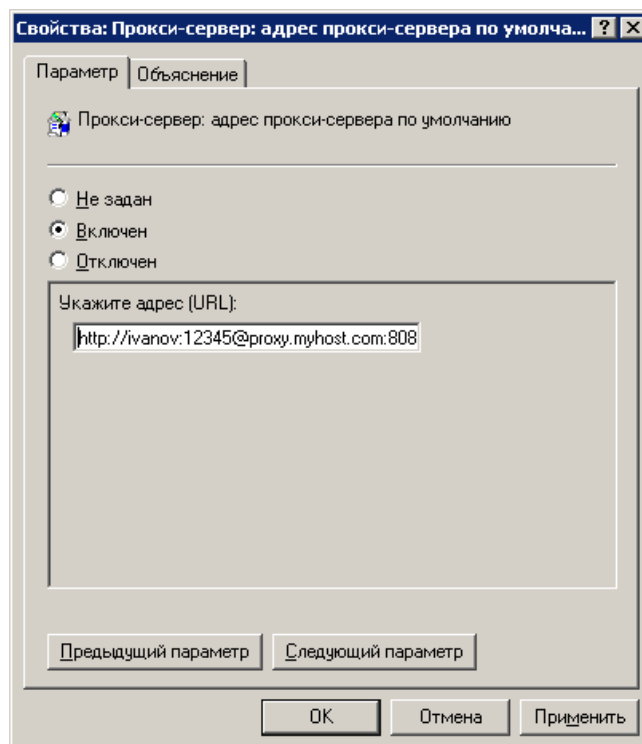 Свойства: Прокси-сервер: адрес прокси-сервера по умолча... ? X
Параметр Объяснение
Прокси-сервер: адрес прокси-сервера по умолчанию
Не задан
Включен
Отключен
Укажите адрес (URL):
http://ivanov:12345@proxy.myhost.com:808
Предыдущий параметр Следующий параметр
OK Отмена Применить